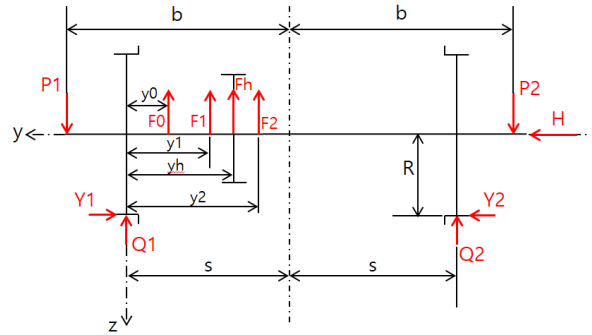 b b
P1 P2
y0 Fh
F0 F1 F2 H
y
y1
yh R
y2
Y1 Y2
Q1 Q2
s s
z